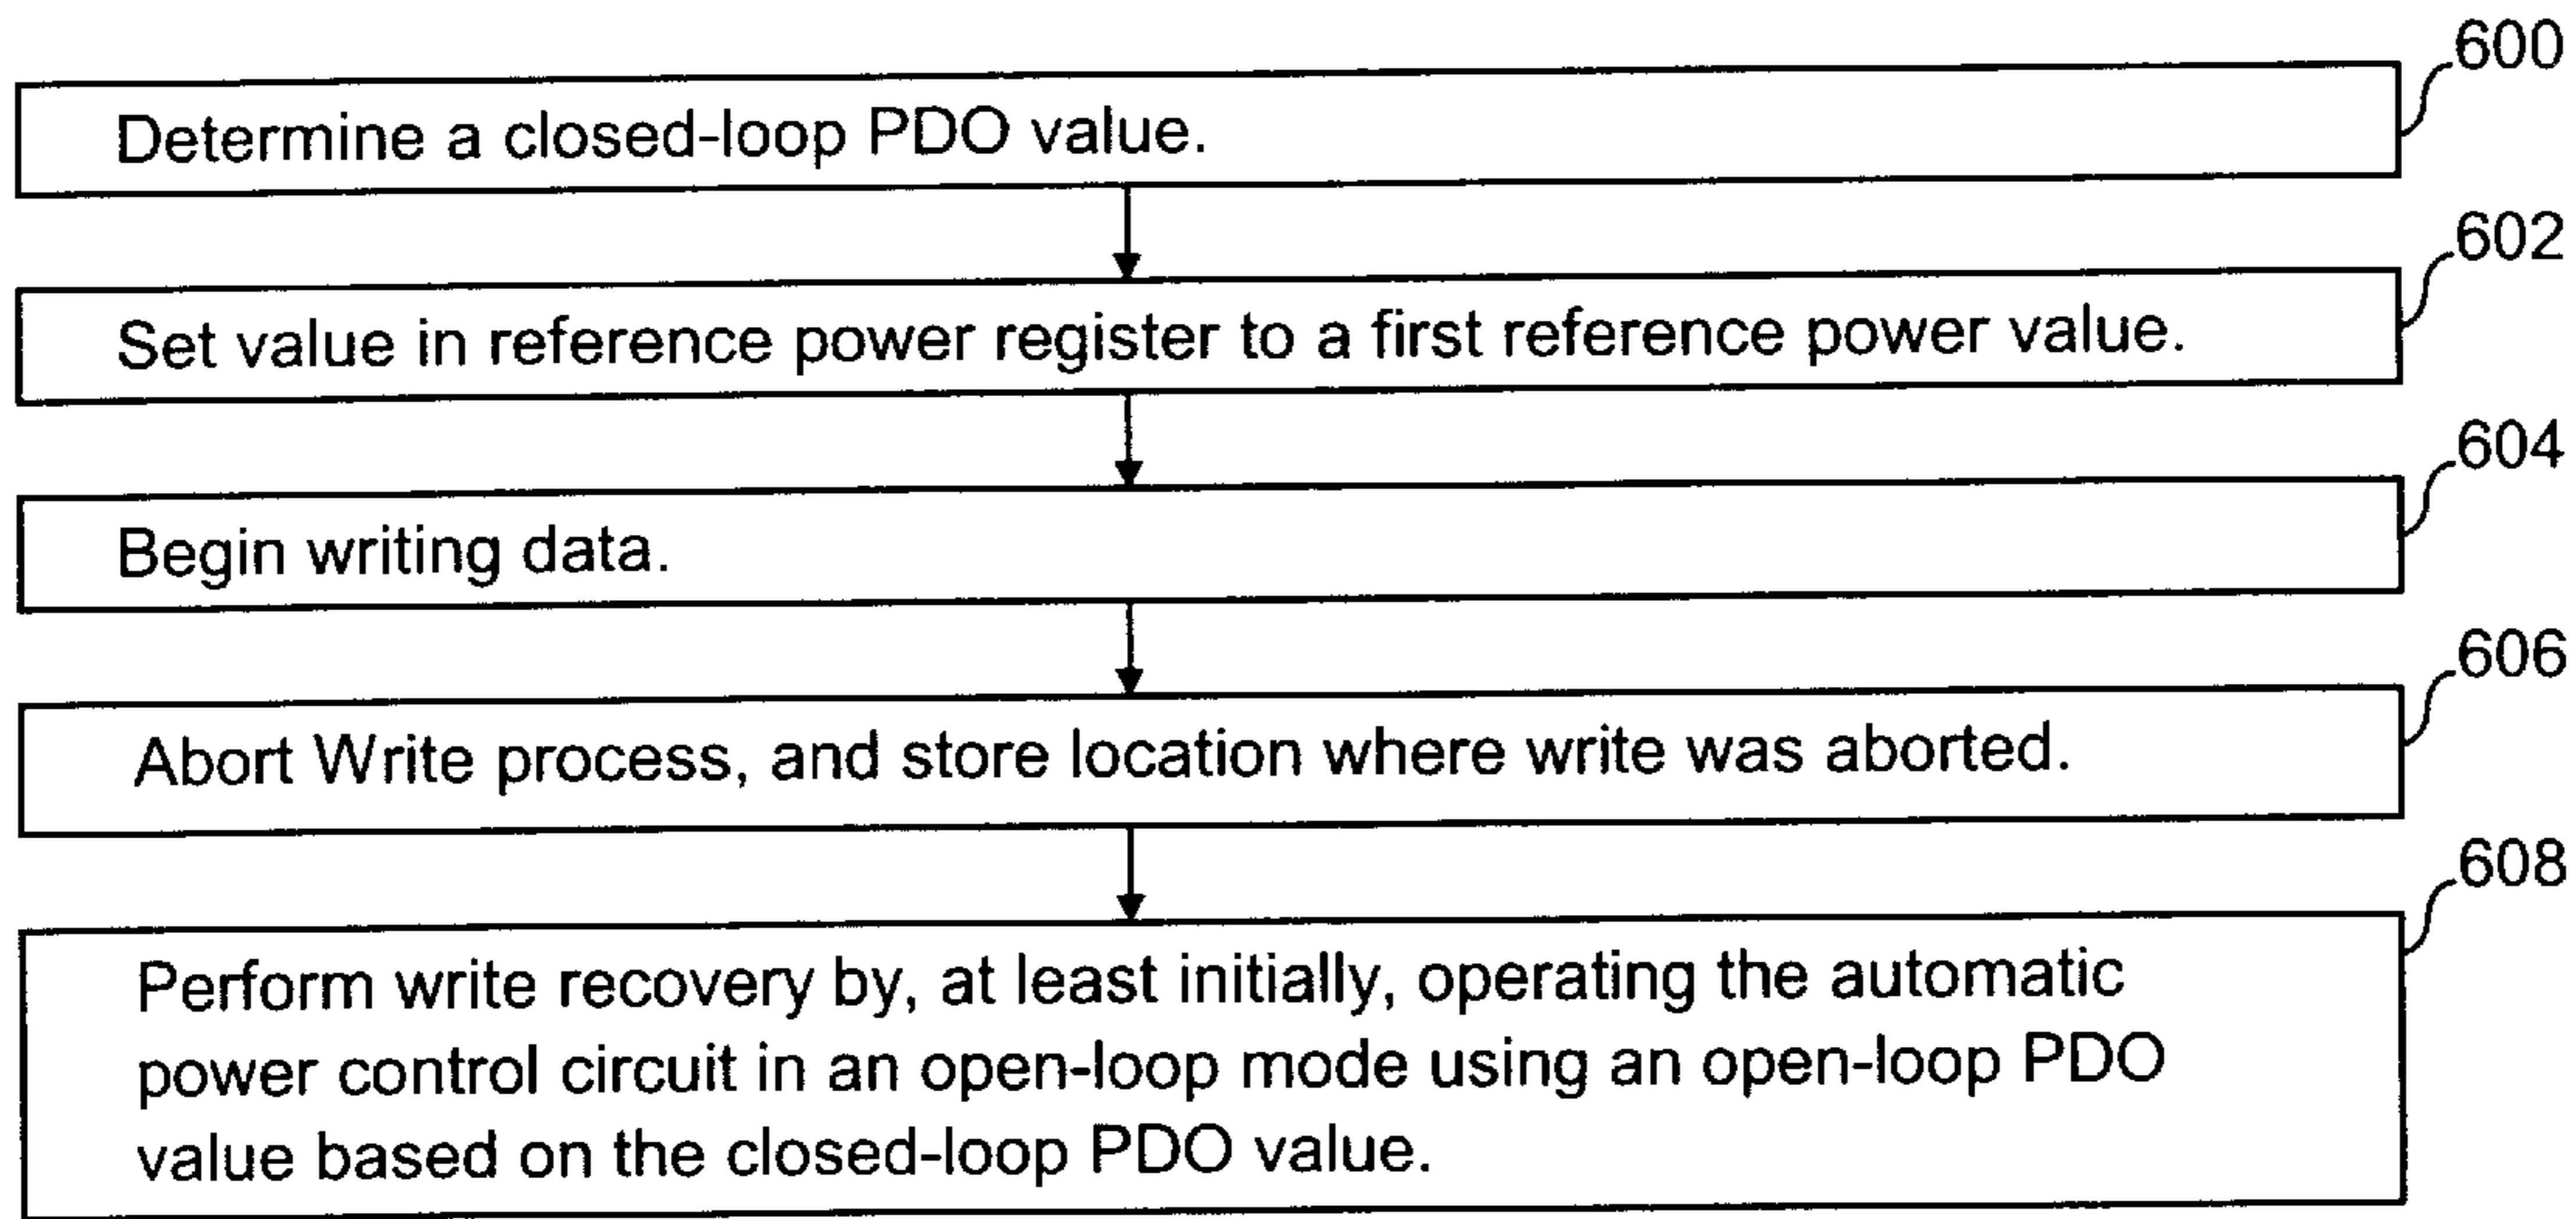 600
Determine a closed-loop PDO value.
602
Set value in reference power register to a first reference power value.
604
Begin writing data.
606
Abort Write process, and store location where write was aborted.
608
Perform write recovery by, at least initially, operating the automatic
power control circuit in an open-loop mode using an open-loop PDO
value based on the closed-loop PDO value.